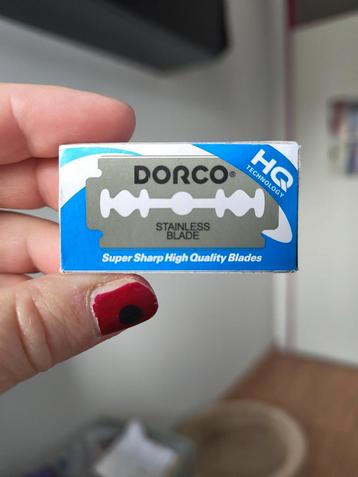 DORCO®
STAINLESS
BLADE
HQ
TECHNOLOGY
Super Sharp High Quality Blades